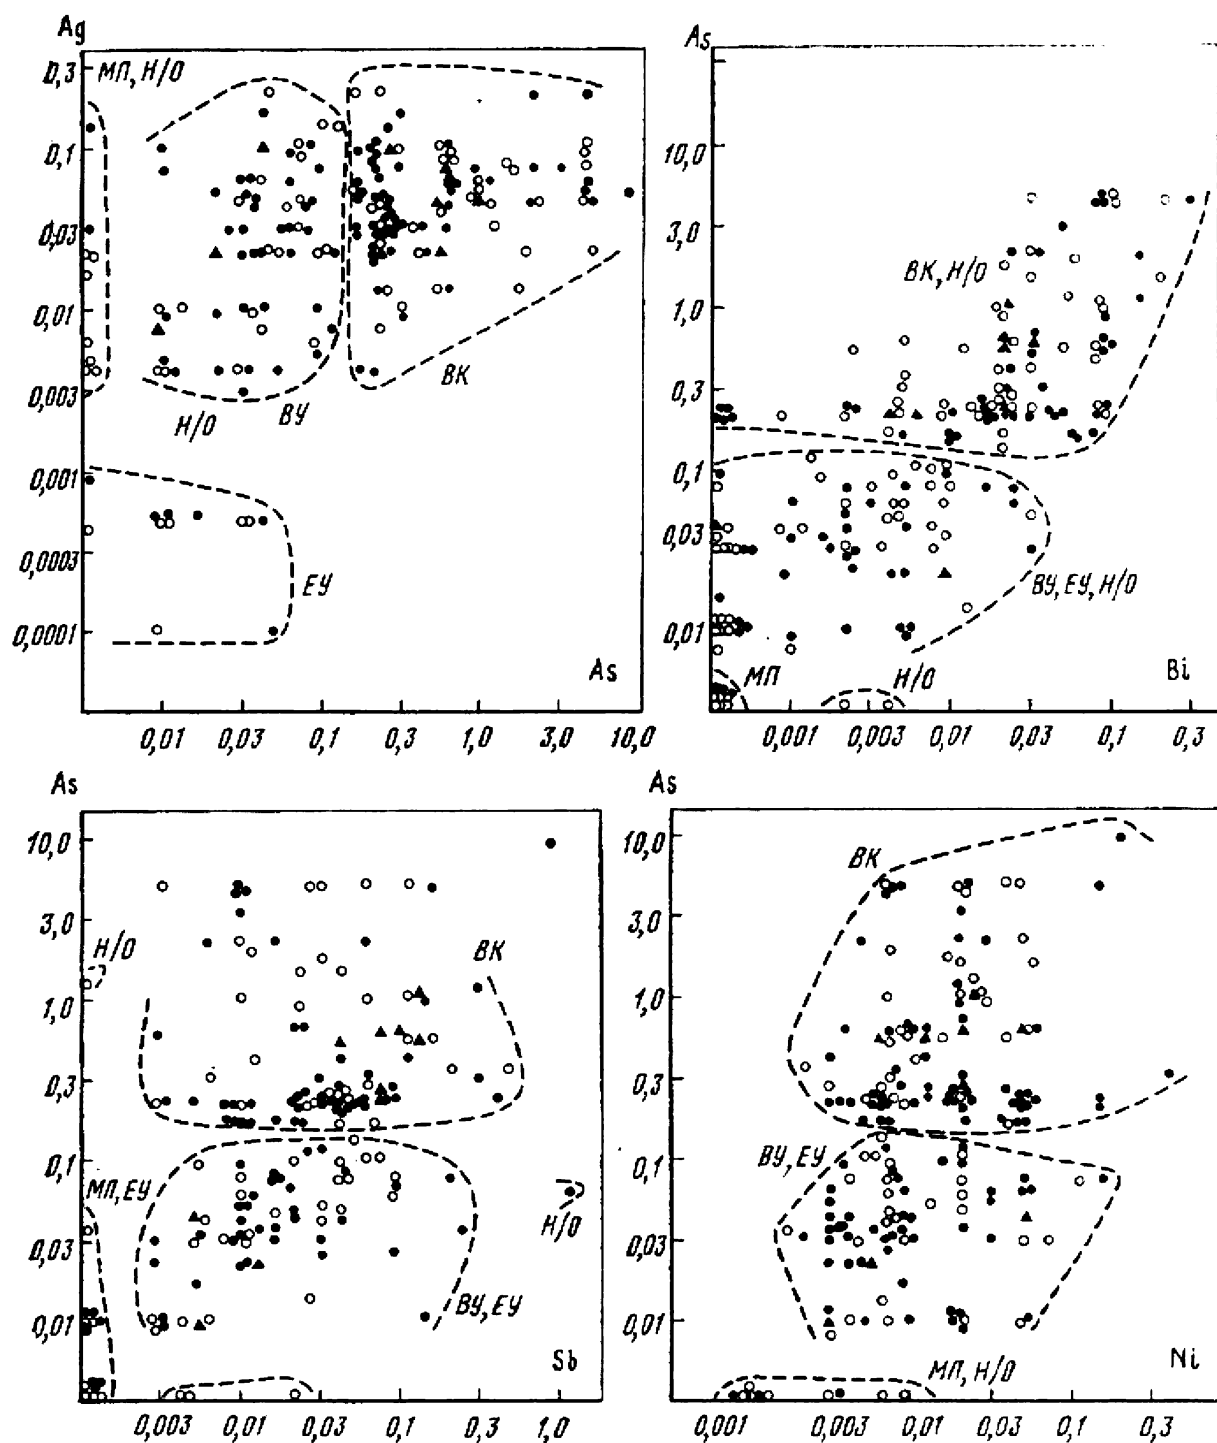 Ag
0,3
МП, Н/О
0,1
0,03
0,01
ВК
0,003
Н/О
ВУ
0,001
0,0003
ЕУ
0,0001
As
0,01 0,03 0,1 0,3 1,0 3,0 10,0
As
10,0
3,0
ВК, Н/О
1,0
0,3
0,1
0,03
ВУ, ЕУ, Н/О
0,01
МП
Н/О
Bi
0,001 0,003 0,01 0,03 0,1 0,3
As
10,0
3,0
Н/О
ВК
1,0
0,3
0,1
МП, ЕУ
Н/О
0,03
ВУ, ЕУ
0,01
Sb
0,003 0,01 0,03 0,1 0,3 1,0
As
10,0
ВК
3,0
1,0
0,3
ВУ, ЕУ
0,1
0,03
0,01
МП, Н/О
Ni
0,001 0,003 0,01 0,03 0,1 0,3